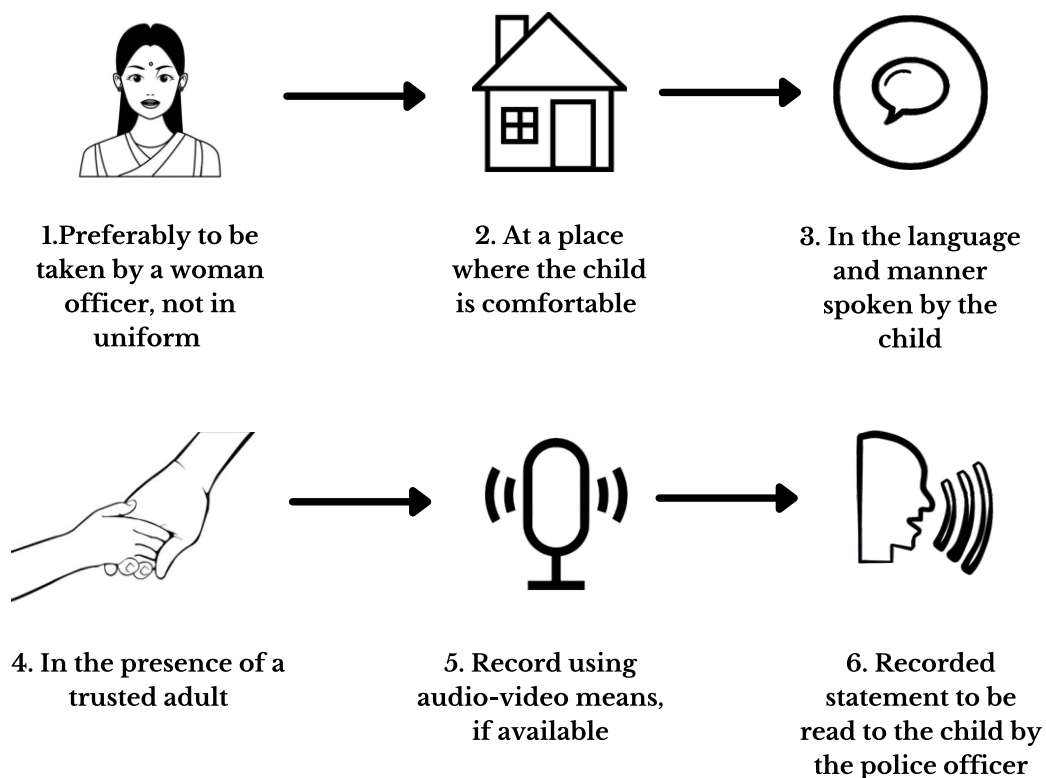 1.Preferably to be
taken by a woman
officer, not in
uniform
2. At a place
where the child
is comfortable
3. In the language
and manner
spoken by the
child
4. In the presence of a
trusted adult
5. Record using
audio-video means,
if available
6. Recorded
statement to be
read to the child by
the police officer